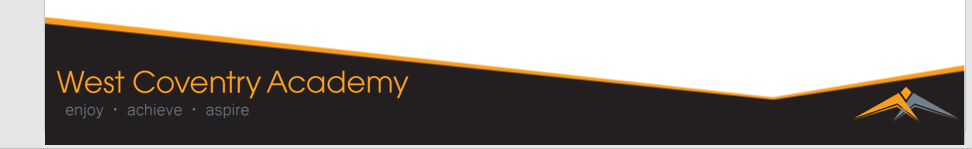 West Coventry Academy
enjoy · achieve · aspire